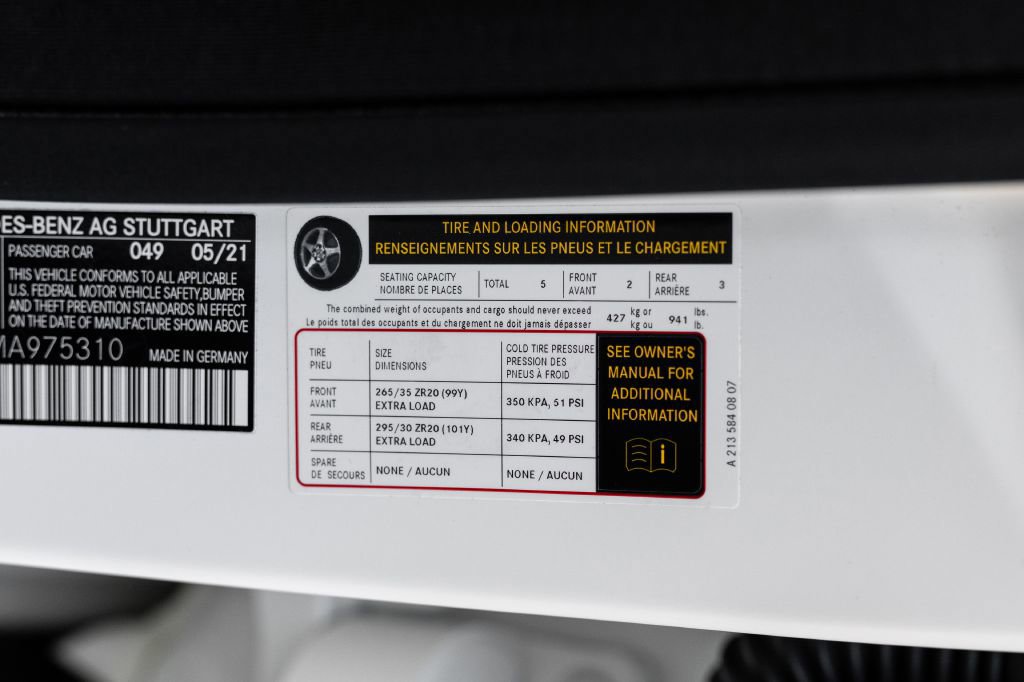 DES-BENZ AG STUTTGART
PASSENGER CAR 049 05/21
THIS VEHICLE CONFORMS TO ALL APPLICABLE
U.S. FEDERAL MOTOR VEHICLE SAFETY,BUMPER
AND THEFT PREVENTION STANDARDS IN EFFECT
ON THE DATE OF MANUFACTURE SHOWN ABOVE
MA975310 MADE IN GERMANY
TIRE AND LOADING INFORMATION
RENSEIGNEMENTS SUR LES PNEUS ET LE CHARGEMENT
SEATING CAPACITY
NOMBRE DE PLACES
TOTAL 5
FRONT
AVANT
2
REAR
ARRIÈRE
3
The combined weight of occupants and cargo should never exceed
Le poids total des occupants et du chargement ne doit jamais dépasser
427
kg or
kg ou
941
lbs.
lb.
TIRE
PNEU
SIZE
DIMENSIONS
COLD TIRE PRESSURE
PRESSION DES
PNEUS À FROID
FRONT
AVANT
265/35 ZR20 (99Y)
EXTRA LOAD
350 KPA, 51 PSI
REAR
ARRIÈRE
295/30 ZR20 (101Y)
EXTRA LOAD
340 KPA, 49 PSI
SPARE
DE SECOURS
NONE / AUCUN
NONE / AUCUN
SEE OWNER'S
MANUAL FOR
ADDITIONAL
INFORMATION
i
A 213 584 08 07